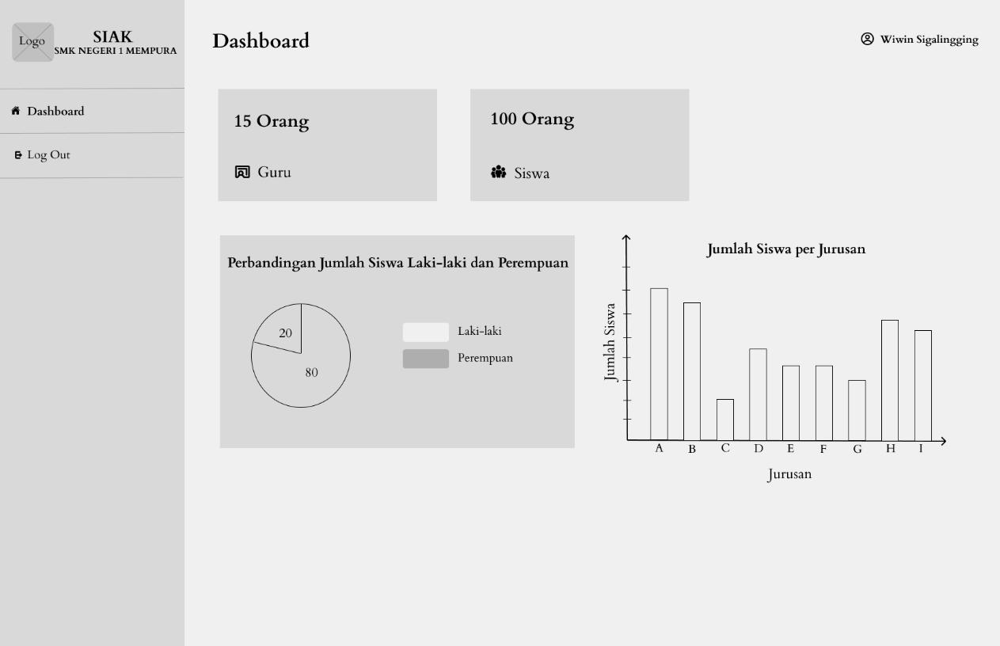 Logo
SIAK
SMK NEGERI 1 MEMPURA
Dashboard
Log Out
Dashboard
Wiwin Sigalingging
15 Orang
Guru
100 Orang
Siswa
Perbandingan Jumlah Siswa Laki-laki dan Perempuan
20
80
Laki-laki
Perempuan
Jumlah Siswa per Jurusan
Jumlah Siswa
A B C D E F G H I
Jurusan